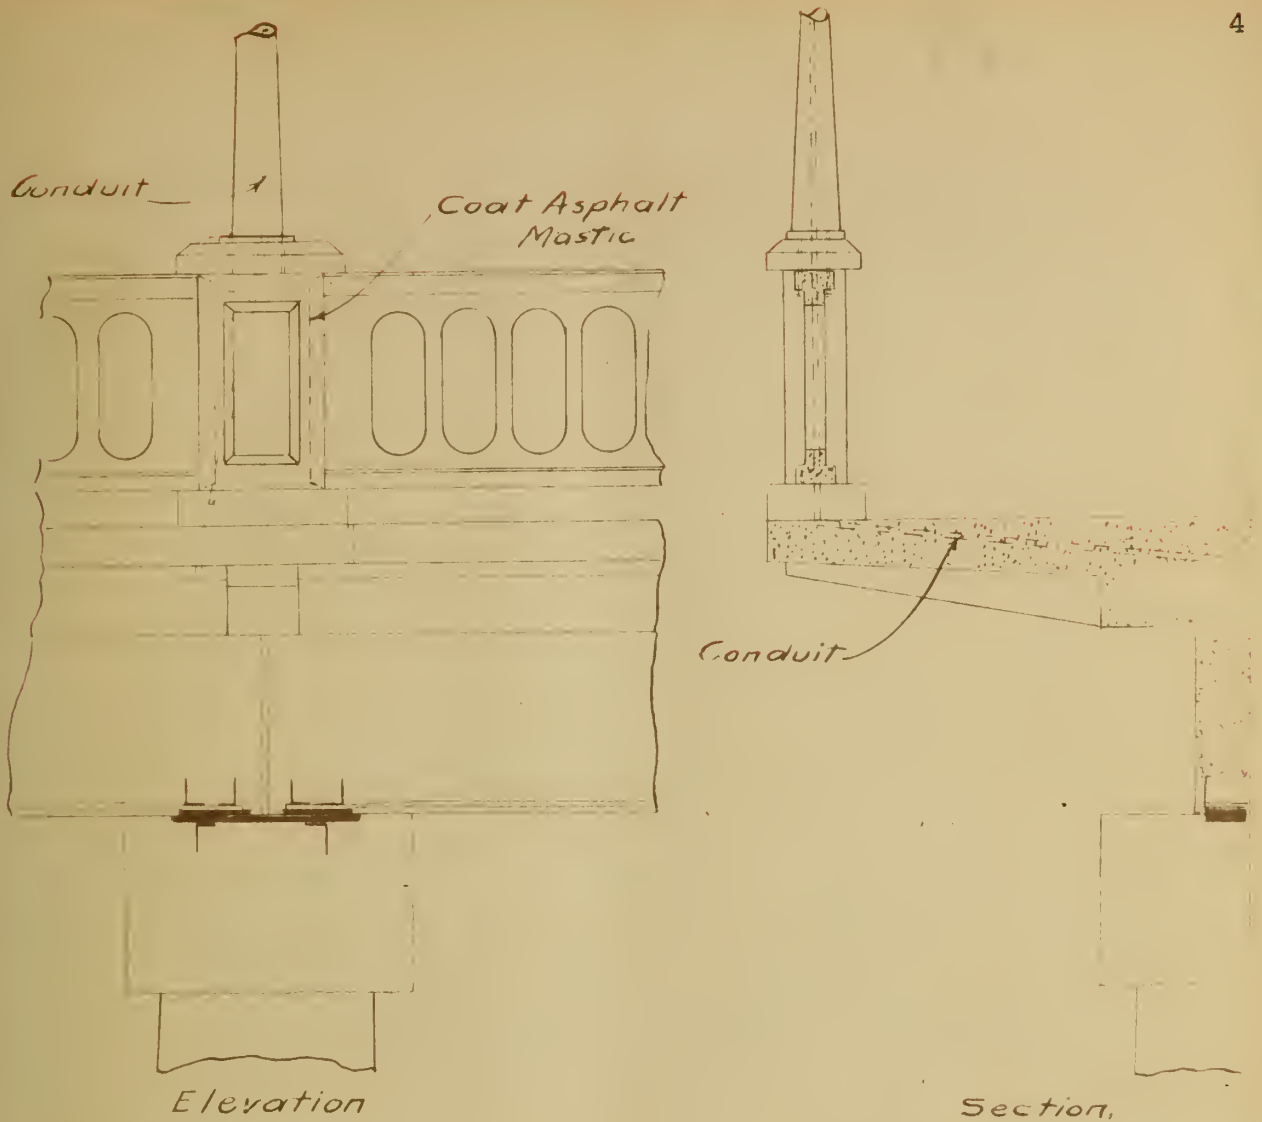 4
Conduit
Coat Asphalt
Mastic
Conduit
Elevation
Section,